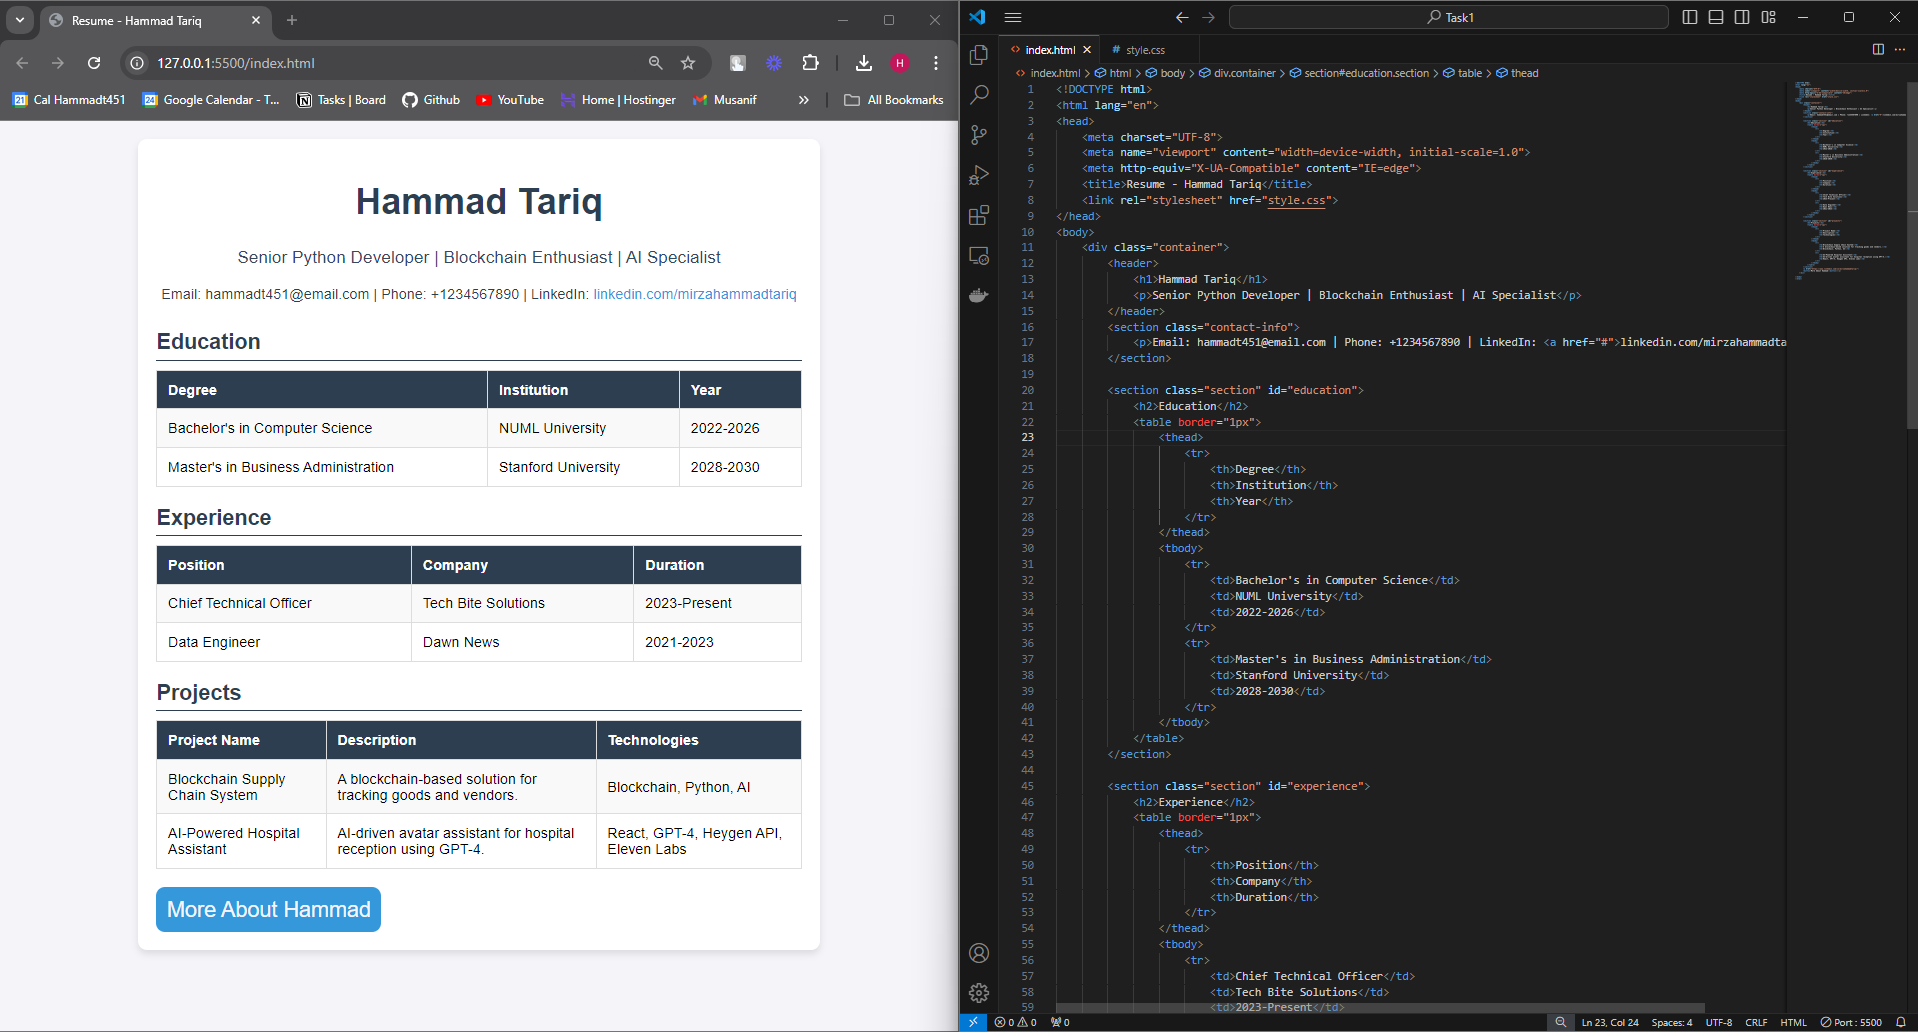 Resume - Hammad Tariq
127.0.0.1:5500/index.html
H
Cal Hammadt451
Google Calendar - T...
Tasks | Board
Github
YouTube
Home | Hostinger
Musanif
All Bookmarks
Hammad Tariq
Senior Python Developer | Blockchain Enthusiast | AI Specialist
Email: hammadt451@email.com | Phone: +1234567890 | LinkedIn: linkedin.com/mirzahammadtariq
Education
Degree Institution Year
Bachelor's in Computer Science NUML University 2022-2026
Master's in Business Administration Stanford University 2028-2030
Experience
Position Company Duration
Chief Technical Officer Tech Bite Solutions 2023-Present
Data Engineer Dawn News 2021-2023
Projects
Project Name Description Technologies
Blockchain Supply Chain System A blockchain-based solution for tracking goods and vendors. Blockchain, Python, AI
AI-Powered Hospital Assistant AI-driven avatar assistant for hospital reception using GPT-4. React, GPT-4, Heygen API, Eleven Labs
More About Hammad
Task1
index.html
style.css
index.html > html > body > div.container > section#education.section > table > thead
1 <!DOCTYPE html>
2 <html lang="en">
3 <head>
4 <meta charset="UTF-8">
5 <meta name="viewport" content="width=device-width, initial-scale=1.0">
6 <meta http-equiv="X-UA-Compatible" content="IE=edge">
7 <title>Resume - Hammad Tariq</title>
8 <link rel="stylesheet" href="style.css">
9 </head>
10 <body>
11 <div class="container">
12 <header>
13 <h1>Hammad Tariq</h1>
14 <p>Senior Python Developer | Blockchain Enthusiast | AI Specialist</p>
15 </header>
16 <section class="contact-info">
17 <p>Email: hammadt451@email.com | Phone: +1234567890 | LinkedIn: <a href="#">linkedin.com/mirzahammadta
18 </section>
19
20 <section class="section" id="education">
21 <h2>Education</h2>
22 <table border="1px">
23 <thead>
24 <tr>
25 <th>Degree</th>
26 <th>Institution</th>
27 <th>Year</th>
28 </tr>
29 </thead>
30 <tbody>
31 <tr>
32 <td>Bachelor's in Computer Science</td>
33 <td>NUML University</td>
34 <td>2022-2026</td>
35 </tr>
36 <tr>
37 <td>Master's in Business Administration</td>
38 <td>Stanford University</td>
39 <td>2028-2030</td>
40 </tr>
41 </tbody>
42 </table>
43 </section>
44
45 <section class="section" id="experience">
46 <h2>Experience</h2>
47 <table border="1px">
48 <thead>
49 <tr>
50 <th>Position</th>
51 <th>Company</th>
52 <th>Duration</th>
53 </tr>
54 </thead>
55 <tbody>
56 <tr>
57 <td>Chief Technical Officer</td>
58 <td>Tech Bite Solutions</td>
59 <td>2023-Present</td>
0 0 0 Ln 23, Col 24 Spaces: 4 UTF-8 CRLF HTML Port : 5500